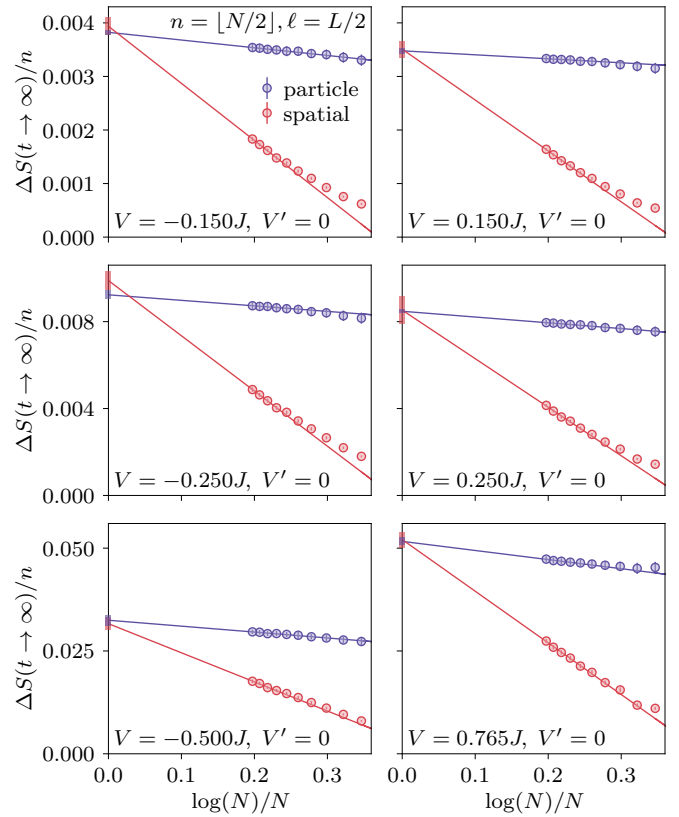 n = ⌊N/2⌋, ℓ = L/2
particle
spatial
ΔS(t → ∞)/n
0.004
0.003
0.002
0.001
0.000
V = −0.150J, V′ = 0
V = 0.150J, V′ = 0
ΔS(t → ∞)/n
0.008
0.004
0.000
V = −0.250J, V′ = 0
V = 0.250J, V′ = 0
ΔS(t → ∞)/n
0.050
0.025
0.000
V = −0.500J, V′ = 0
V = 0.765J, V′ = 0
0.0 0.1 0.2 0.3
0.0 0.1 0.2 0.3
log(N)/N
log(N)/N